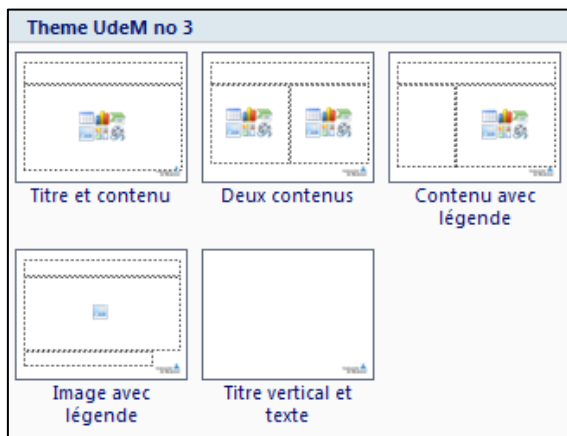 Theme UdeM no 3
Titre et contenu
Deux contenus
Contenu avec
légende
Image avec
légende
Titre vertical et
texte